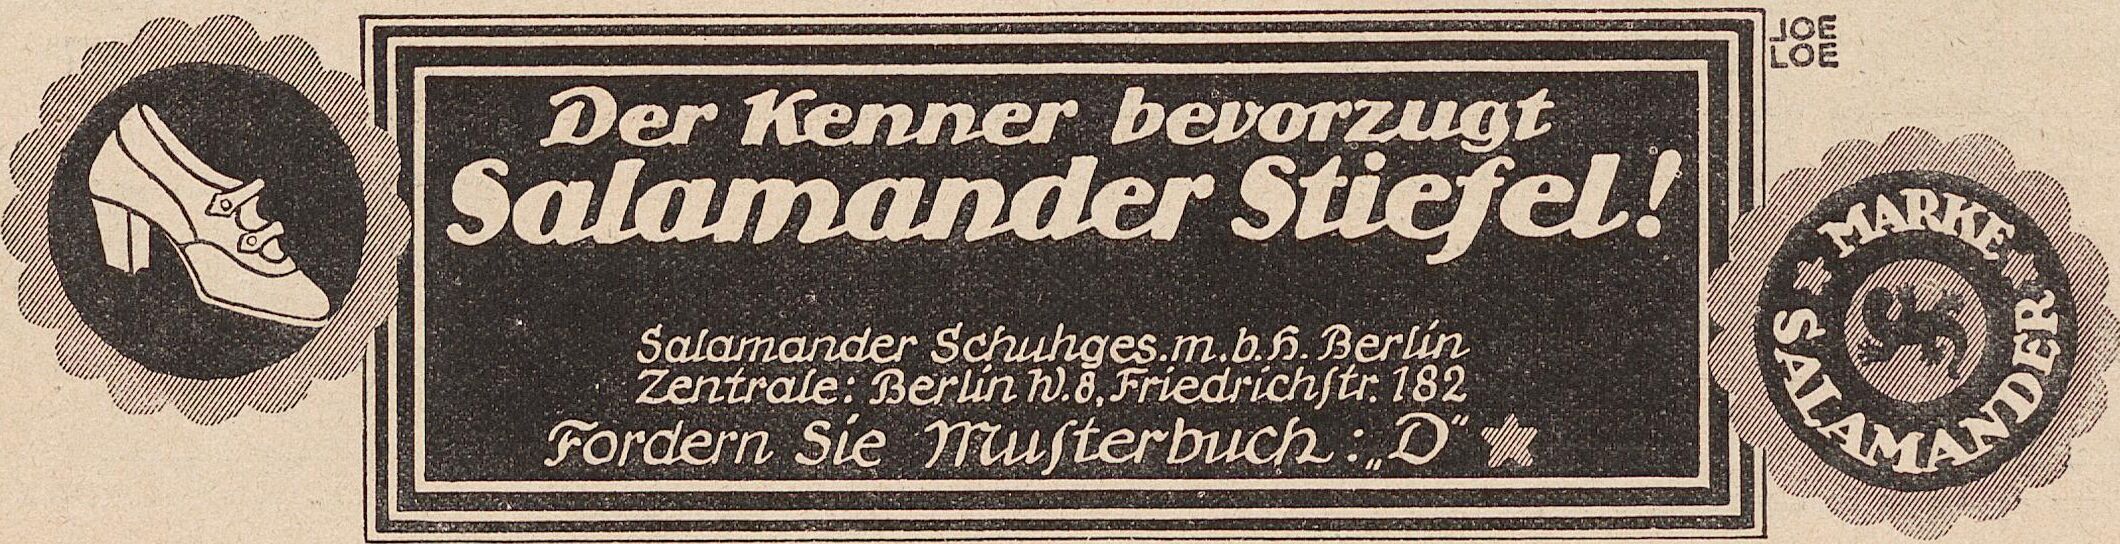 JOE
LOE
Der Kenner bevorzugt
Salamander Stiefel!
Salamander Schuhges.m.b.H. Berlin
Zentrale: Berlin W.8, Friedrichſtr. 182
Fordern Sie Muſterbuch: „D“
MARKE
SALAMANDER